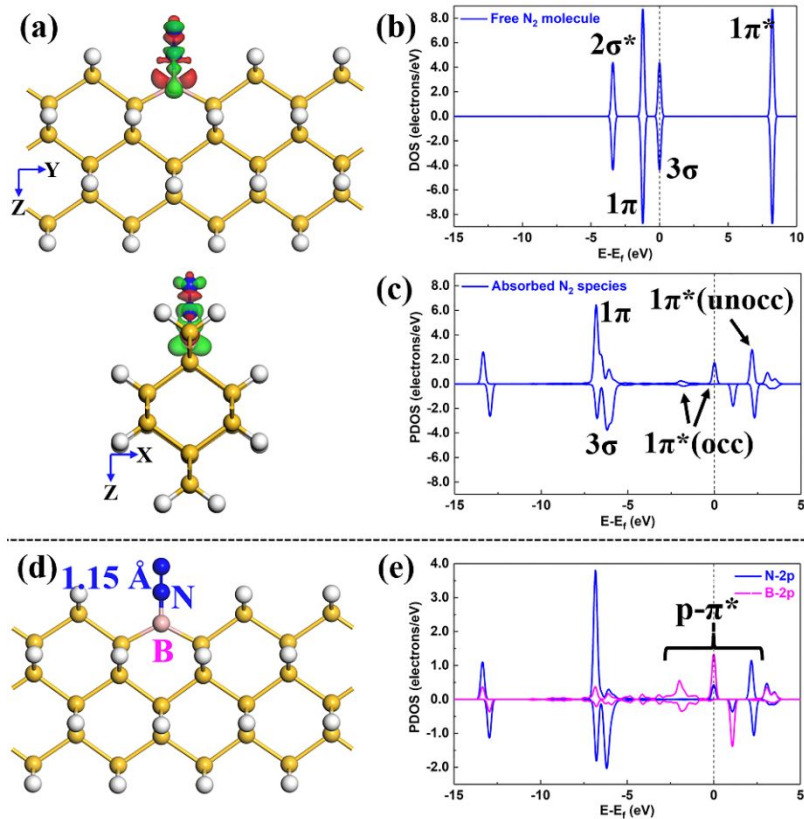 (a)
Y
Z
X
Z
(b)
Free N₂ molecule
2σ*
1π*
1π
3σ
DOS (electrons/eV)
8.0
6.0
4.0
2.0
0.0
-2.0
-4.0
-6.0
-8.0
-15 -10 -5 0 5 10
E-E_f (eV)
(c)
Absorbed N₂ species
1π
1π*(unocc)
3σ
1π*(occ)
PDOS (electrons/eV)
8.0
6.0
4.0
2.0
0.0
-2.0
-4.0
-6.0
-8.0
-15 -10 -5 0 5
E-E_f (eV)
(d)
1.15 Å
N
B
(e)
N-2p
B-2p
p-π*
PDOS (electrons/eV)
4.0
3.0
2.0
1.0
0.0
-1.0
-2.0
-15 -10 -5 0 5
E-E_f (eV)